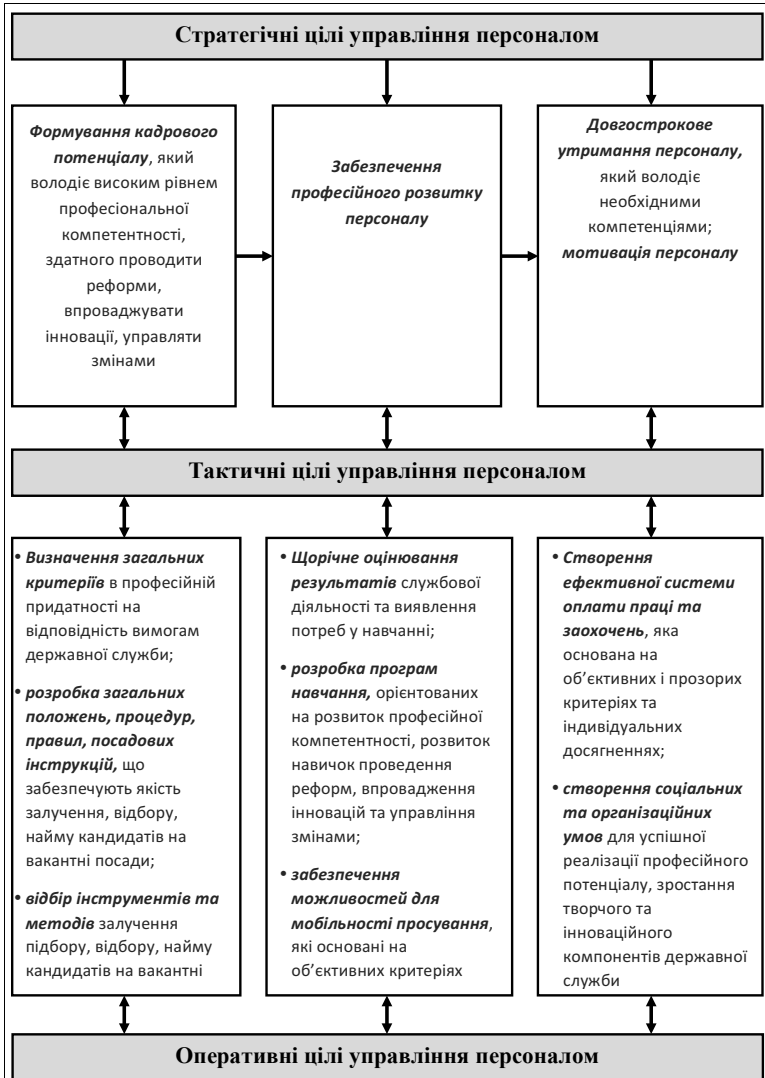 Стратегічні цілі управління персоналом
Формування кадрового
потенціалу, який
володіє високим рівнем
професіональної
компетентності,
здатного проводити
реформи,
впроваджувати
інновації, управляти
змінами
Забезпечення
професійного розвитку
персоналу
Довгострокове
утримання персоналу,
який володіє
необхідними
компетенціями;
мотивація персоналу
Тактичні цілі управління персоналом
• Визначення загальних
критеріїв в професійній
придатності на
відповідність вимогам
державної служби;
• розробка загальних
положень, процедур,
правил, посадових
інструкцій, що
забезпечують якість
залучення, відбору,
найму кандидатів на
вакантні посади;
• відбір інструментів та
методів залучення
підбору, відбору, найму
кандидатів на вакантні
• Щорічне оцінювання
результатів службової
діяльності та виявлення
потреб у навчанні;
• розробка програм
навчання, орієнтованих
на розвиток професійної
компетентності, розвиток
навичок проведення
реформ, впровадження
інновацій та управління
змінами;
• забезпечення
можливостей для
мобільності просування,
які основані на
об’єктивних критеріях
• Створення
ефективної системи
оплати праці та
заохочень, яка
основана на
об’єктивних і прозорих
критеріях та
індивідуальних
досягненнях;
• створення соціальних
та організаційних
умов для успішної
реалізації професійного
потенціалу, зростання
творчого та
інноваційного
компонентів державної
служби
Оперативні цілі управління персоналом